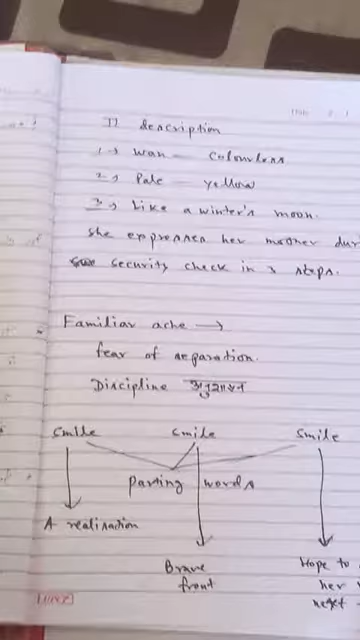 II description
1→ wan – colourless
2→ Pale – yellow
3→ Like a winter's moon.
She expresses her mother
security check in 3 steps.
Familiar ache →
fear of separation.
Discipline अनुशासन
smile smile smile
parting words
A realisation
Brave Hope to
front her
next